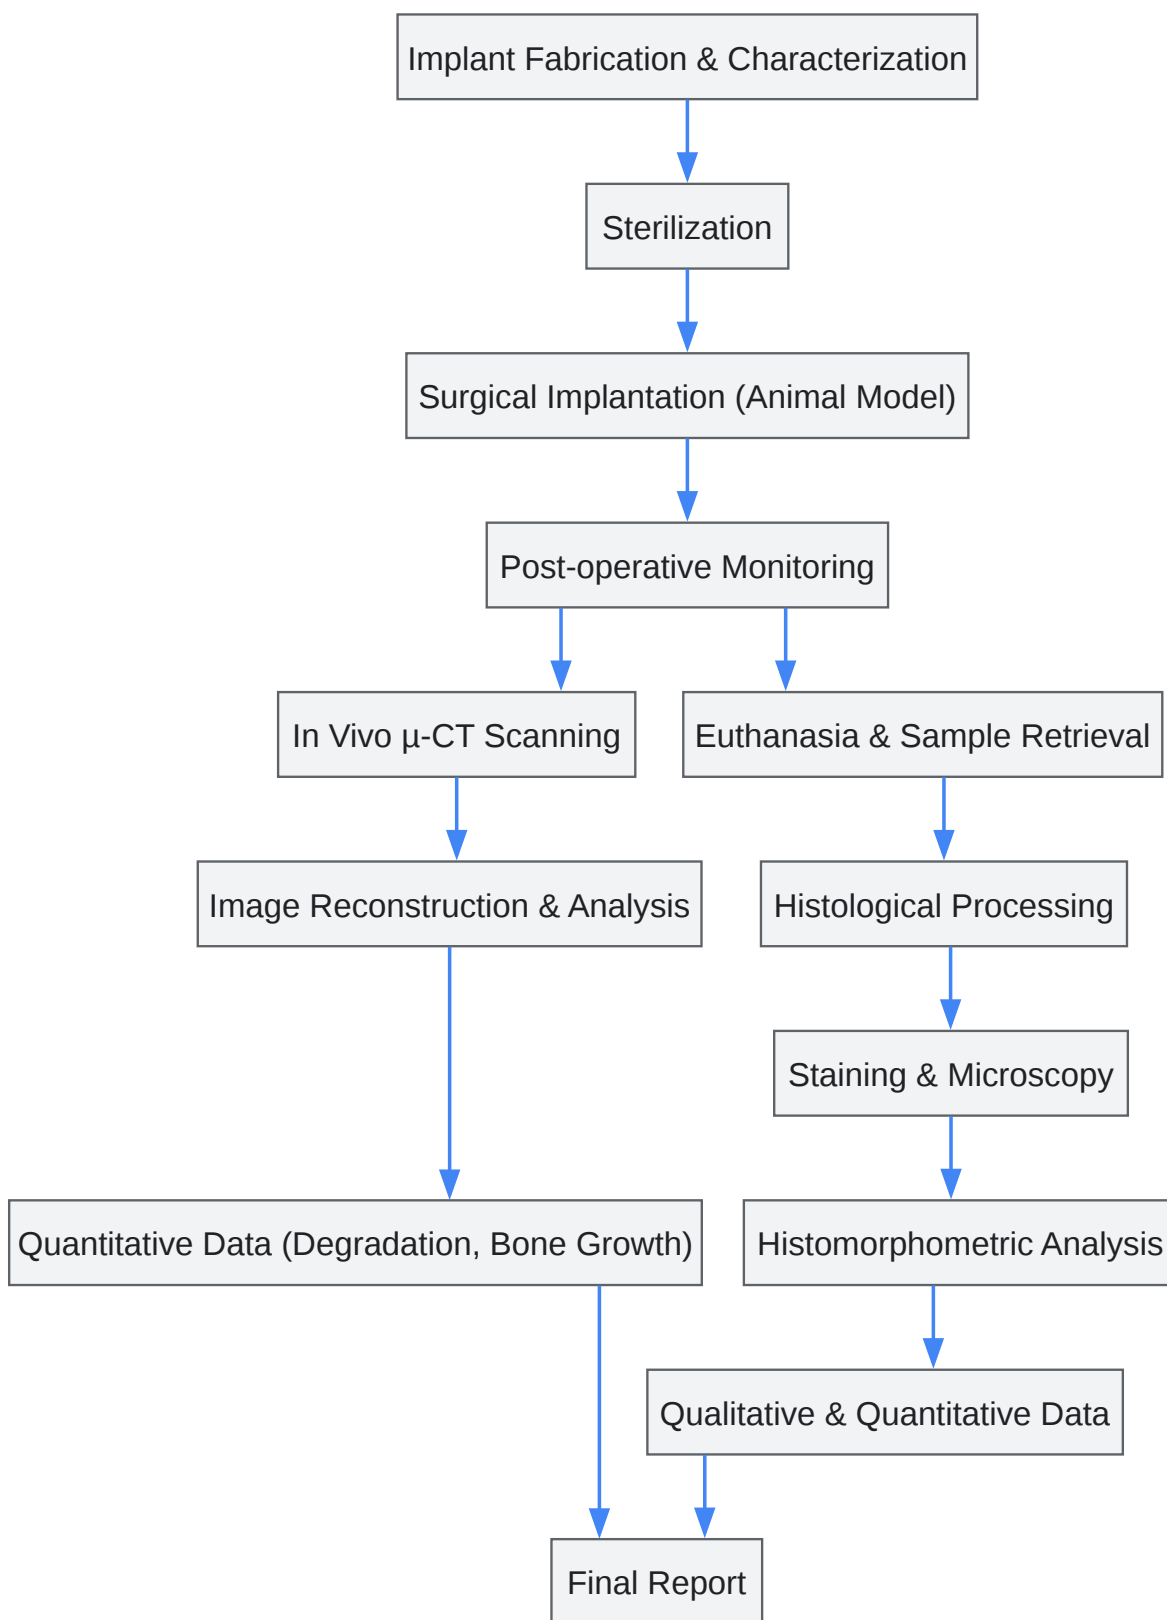 Implant Fabrication & Characterization
Sterilization
Surgical Implantation (Animal Model)
Post-operative Monitoring
In Vivo µ-CT Scanning
Euthanasia & Sample Retrieval
Image Reconstruction & Analysis
Histological Processing
Staining & Microscopy
Quantitative Data (Degradation, Bone Growth)
Histomorphometric Analysis
Qualitative & Quantitative Data
Final Report